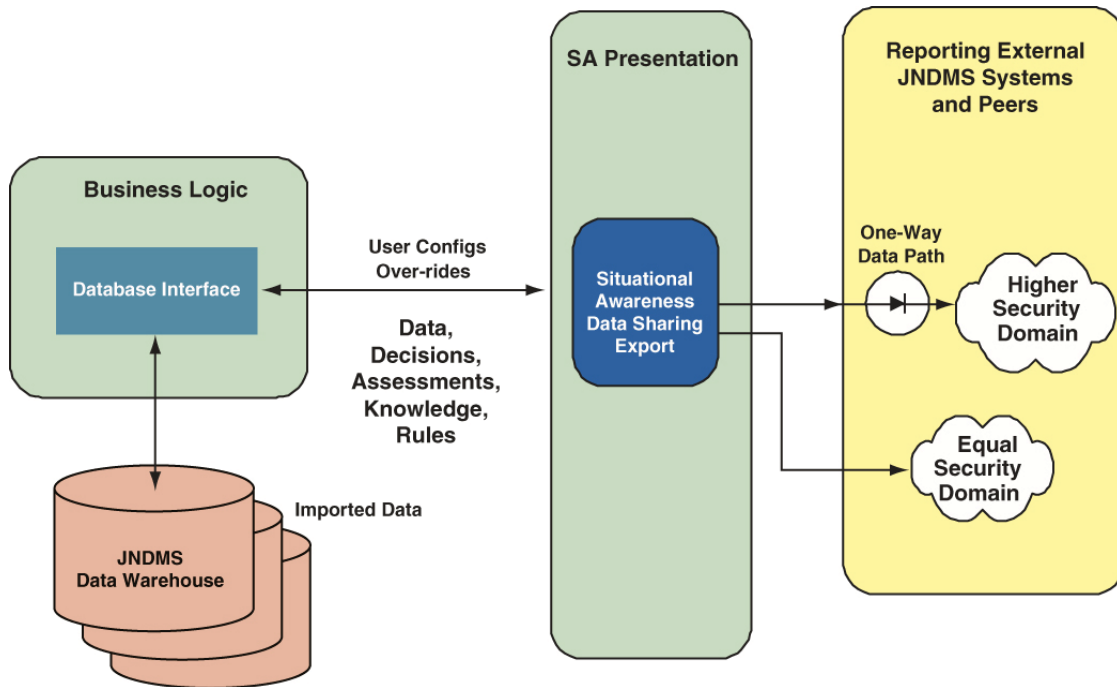 SA Presentation
Reporting External
JNDMS Systems
and Peers
Business Logic
Database Interface
User Configs
Over-rides
Data,
Decisions,
Assessments,
Knowledge,
Rules
Situational
Awareness
Data Sharing
Export
One-Way
Data Path
Higher
Security
Domain
Equal
Security
Domain
Imported Data
JNDMS
Data Warehouse